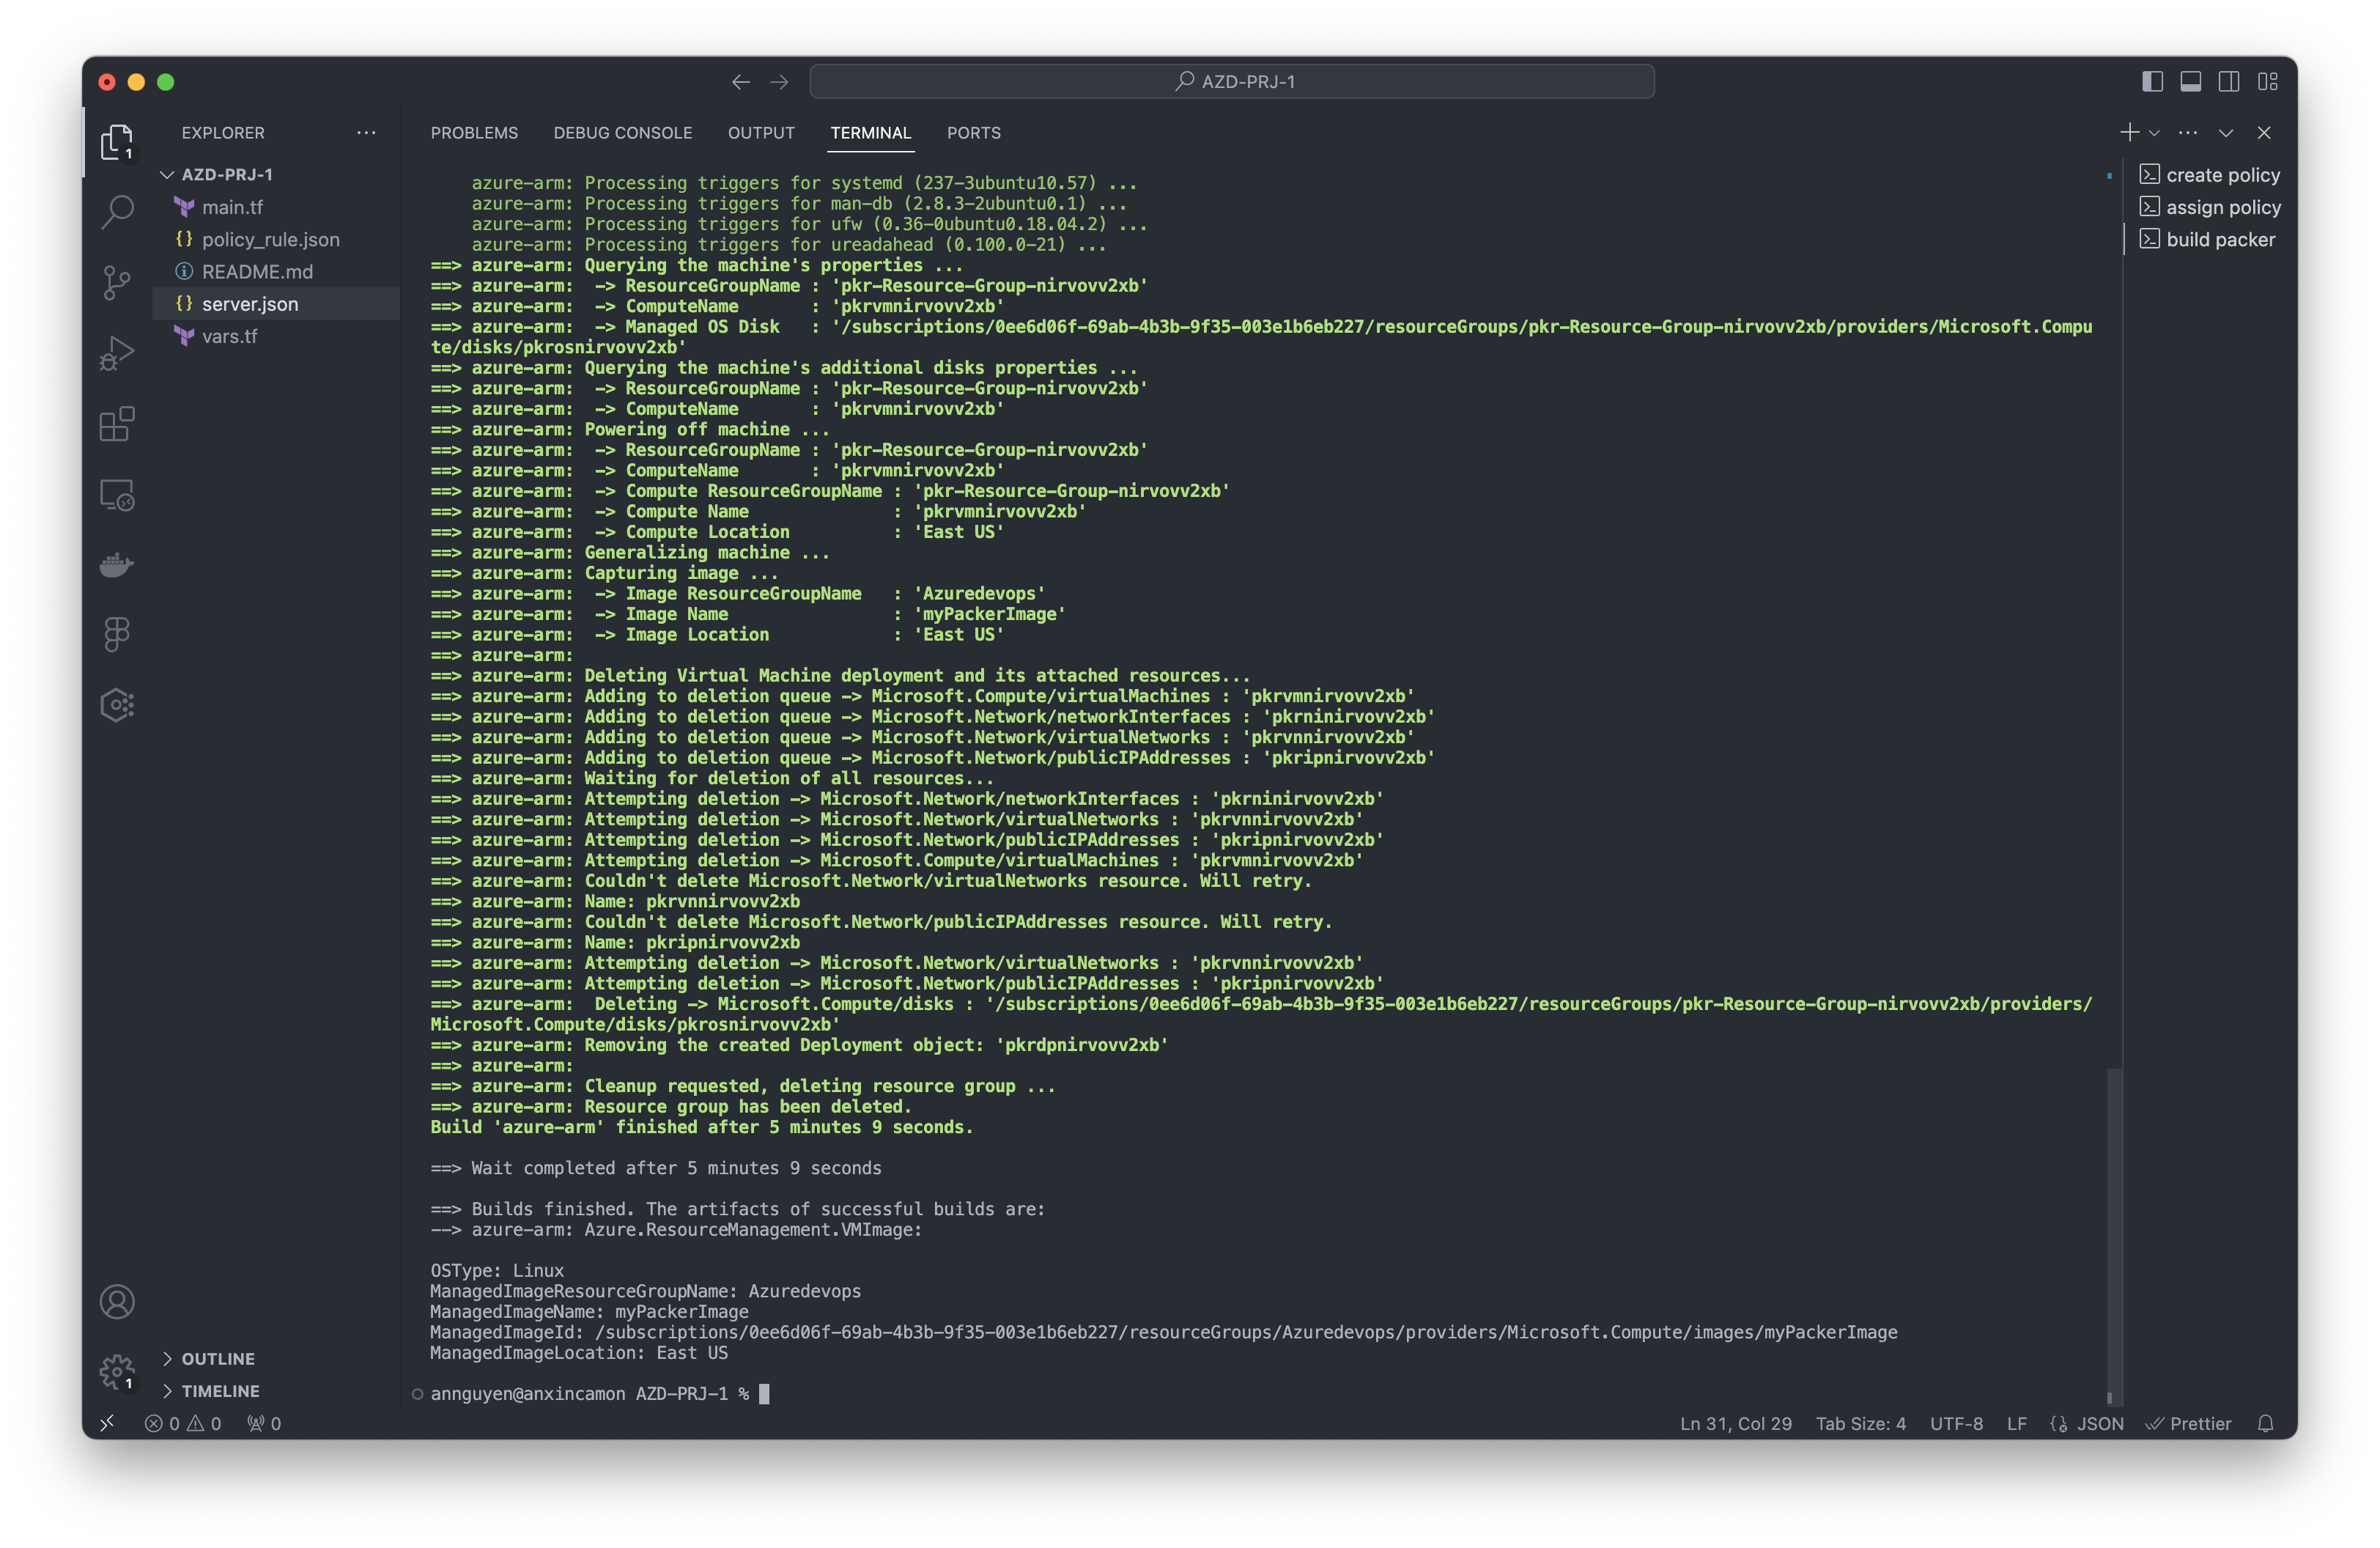 AZD-PRJ-1
EXPLORER
AZD-PRJ-1
main.tf
policy_rule.json
README.md
server.json
vars.tf
OUTLINE
TIMELINE
1
1
PROBLEMS DEBUG CONSOLE OUTPUT TERMINAL PORTS
create policy
assign policy
build packer
azure-arm: Processing triggers for systemd (237-3ubuntu10.57) ...
azure-arm: Processing triggers for man-db (2.8.3-2ubuntu0.1) ...
azure-arm: Processing triggers for ufw (0.36-0ubuntu0.18.04.2) ...
azure-arm: Processing triggers for ureadahead (0.100.0-21) ...
==> azure-arm: Querying the machine's properties ...
==> azure-arm:  -> ResourceGroupName : 'pkr-Resource-Group-nirvovv2xb'
==> azure-arm:  -> ComputeName       : 'pkrvmnirvovv2xb'
==> azure-arm:  -> Managed OS Disk   : '/subscriptions/0ee6d06f-69ab-4b3b-9f35-003e1b6eb227/resourceGroups/pkr-Resource-Group-nirvovv2xb/providers/Microsoft.Compu
te/disks/pkrosnirvovv2xb'
==> azure-arm: Querying the machine's additional disks properties ...
==> azure-arm:  -> ResourceGroupName : 'pkr-Resource-Group-nirvovv2xb'
==> azure-arm:  -> ComputeName       : 'pkrvmnirvovv2xb'
==> azure-arm: Powering off machine ...
==> azure-arm:  -> ResourceGroupName : 'pkr-Resource-Group-nirvovv2xb'
==> azure-arm:  -> ComputeName       : 'pkrvmnirvovv2xb'
==> azure-arm:  -> Compute ResourceGroupName : 'pkr-Resource-Group-nirvovv2xb'
==> azure-arm:  -> Compute Name              : 'pkrvmnirvovv2xb'
==> azure-arm:  -> Compute Location          : 'East US'
==> azure-arm: Generalizing machine ...
==> azure-arm: Capturing image ...
==> azure-arm:  -> Image ResourceGroupName   : 'Azuredevops'
==> azure-arm:  -> Image Name                : 'myPackerImage'
==> azure-arm:  -> Image Location            : 'East US'
==> azure-arm:
==> azure-arm: Deleting Virtual Machine deployment and its attached resources...
==> azure-arm: Adding to deletion queue -> Microsoft.Compute/virtualMachines : 'pkrvmnirvovv2xb'
==> azure-arm: Adding to deletion queue -> Microsoft.Network/networkInterfaces : 'pkrninirvovv2xb'
==> azure-arm: Adding to deletion queue -> Microsoft.Network/virtualNetworks : 'pkrvnnirvovv2xb'
==> azure-arm: Adding to deletion queue -> Microsoft.Network/publicIPAddresses : 'pkripnirvovv2xb'
==> azure-arm: Waiting for deletion of all resources...
==> azure-arm: Attempting deletion -> Microsoft.Network/networkInterfaces : 'pkrninirvovv2xb'
==> azure-arm: Attempting deletion -> Microsoft.Network/virtualNetworks : 'pkrvnnirvovv2xb'
==> azure-arm: Attempting deletion -> Microsoft.Network/publicIPAddresses : 'pkripnirvovv2xb'
==> azure-arm: Attempting deletion -> Microsoft.Compute/virtualMachines : 'pkrvmnirvovv2xb'
==> azure-arm: Couldn't delete Microsoft.Network/virtualNetworks resource. Will retry.
==> azure-arm: Name: pkrvnnirvovv2xb
==> azure-arm: Couldn't delete Microsoft.Network/publicIPAddresses resource. Will retry.
==> azure-arm: Name: pkripnirvovv2xb
==> azure-arm: Attempting deletion -> Microsoft.Network/virtualNetworks : 'pkrvnnirvovv2xb'
==> azure-arm: Attempting deletion -> Microsoft.Network/publicIPAddresses : 'pkripnirvovv2xb'
==> azure-arm:  Deleting -> Microsoft.Compute/disks : '/subscriptions/0ee6d06f-69ab-4b3b-9f35-003e1b6eb227/resourceGroups/pkr-Resource-Group-nirvovv2xb/providers/
Microsoft.Compute/disks/pkrosnirvovv2xb'
==> azure-arm: Removing the created Deployment object: 'pkrdpnirvovv2xb'
==> azure-arm:
==> azure-arm: Cleanup requested, deleting resource group ...
==> azure-arm: Resource group has been deleted.
Build 'azure-arm' finished after 5 minutes 9 seconds.
==> Wait completed after 5 minutes 9 seconds
==> Builds finished. The artifacts of successful builds are:
--> azure-arm: Azure.ResourceManagement.VMImage:
OSType: Linux
ManagedImageResourceGroupName: Azuredevops
ManagedImageName: myPackerImage
ManagedImageId: /subscriptions/0ee6d06f-69ab-4b3b-9f35-003e1b6eb227/resourceGroups/Azuredevops/providers/Microsoft.Compute/images/myPackerImage
ManagedImageLocation: East US
annguyen@anxincamon AZD-PRJ-1 %
0 0 0 Ln 31, Col 29 Tab Size: 4 UTF-8 LF JSON Prettier